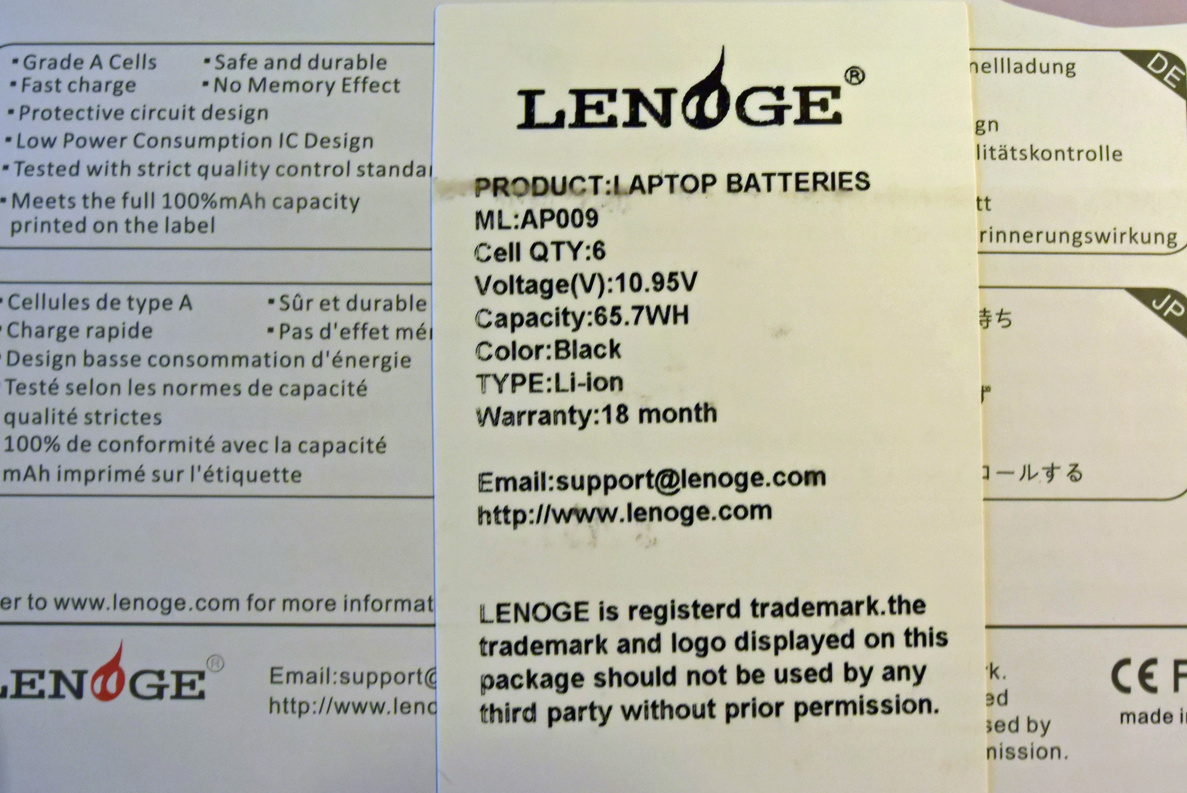 ▪Grade A Cells ▪Safe and durable
▪Fast charge ▪No Memory Effect
▪Protective circuit design
▪Low Power Consumption IC Design
▪Tested with strict quality control
▪Meets the full 100%mAh capacity
printed on the label
Cellules de type A ▪Sûr et durable
Charge rapide ▪Pas d'effet
Design basse consommation d'énergie
Testé selon les normes de capacité
qualité strictes
100% de conformité avec la capacité
mAh imprimé sur l'étiquette
to www.lenoge.com for more
LENOGE®
Email:support@
http://www.leno
LENOGE®
PRODUCT:LAPTOP BATTERIES
ML:AP009
Cell QTY:6
Voltage(V):10.95V
Capacity:65.7WH
Color:Black
TYPE:Li-ion
Warranty:18 month
Email:support@lenoge.com
http://www.lenoge.com
LENOGE is registerd trademark.the
trademark and logo displayed on this
package should not be used by any
third party without prior permission.
DE
nellladung
gn
litätskontrolle
tt
rinnerungswirkung
JP
持ち
ず
ロールする
k.
ed
sed by
nission.
CE F
made in